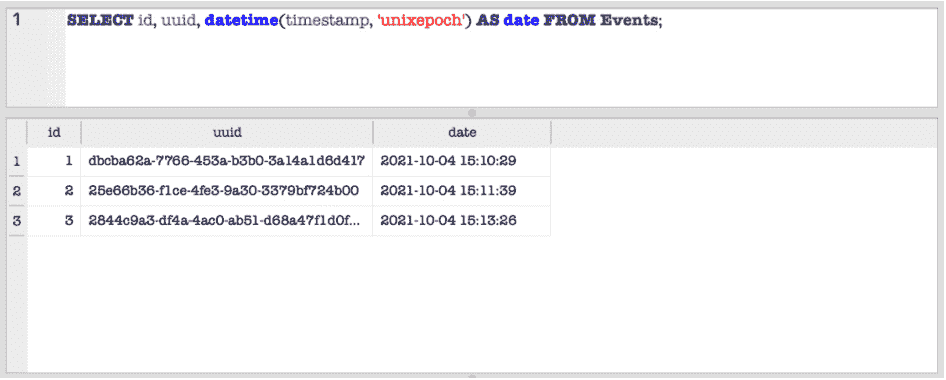 1 SELECT id, uuid, datetime(timestamp, 'unixepoch') AS date FROM Events;
id uuid date
1 1 dbcba62a-7766-453a-b3b0-3a14a1d6d417 2021-10-04 15:10:29
2 2 25e66b36-f1ce-4fe3-9a30-3379bf724b00 2021-10-04 15:11:39
3 3 2844c9a3-df4a-4ac0-ab51-d68a47f1d0f... 2021-10-04 15:13:26